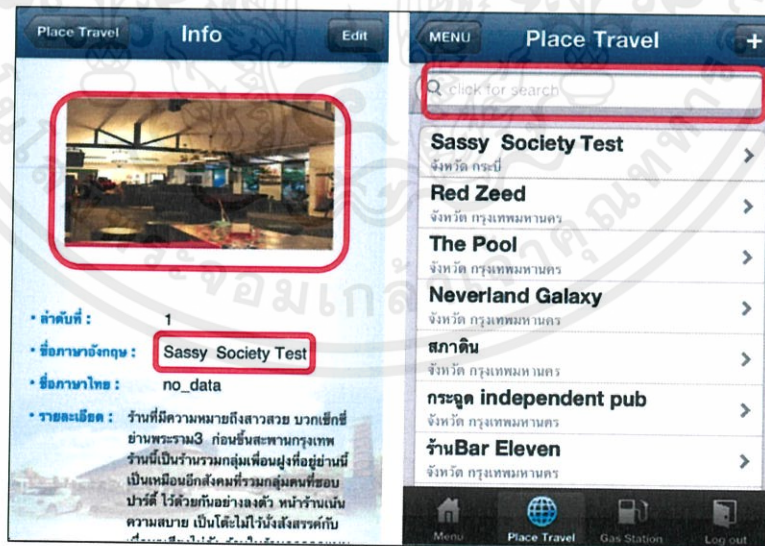 Place Travel
Info
Edit
• ลำดับที่ : 1
• ชื่อภาษาอังกฤษ : Sassy Society Test
• ชื่อภาษาไทย : no_data
• รายละเอียด : ร้านที่มีความหมายถึงสาวสวย บวกเซ็กซี่
ย่านพระราม3 ก่อนขึ้นสะพานกรุงเทพ
ร้านนี้เป็นร้านรวมกลุ่มเพื่อนฝูงที่อยู่ย่านนี้
เป็นเหมือนอีกสังคมที่รวมกลุ่มคนที่ชอบ
ปาร์ตี้ ไว้ด้วยกันอย่างลงตัว หน้าร้านเน้น
ความสบาย เป็นโต๊ะไม้ไว้นั่งสังสรรค์กับ
MENU
Place Travel
+
click for search
Sassy Society Test
จังหวัด กระบี่
Red Zeed
จังหวัด กรุงเทพมหานคร
The Pool
จังหวัด กรุงเทพมหานคร
Neverland Galaxy
จังหวัด กรุงเทพมหานคร
สภาดิน
จังหวัด กรุงเทพมหานคร
กระฉูด independent pub
จังหวัด กรุงเทพมหานคร
ร้านBar Eleven
จังหวัด กรุงเทพมหานคร
Menu
Place Travel
Gas Station
Log out